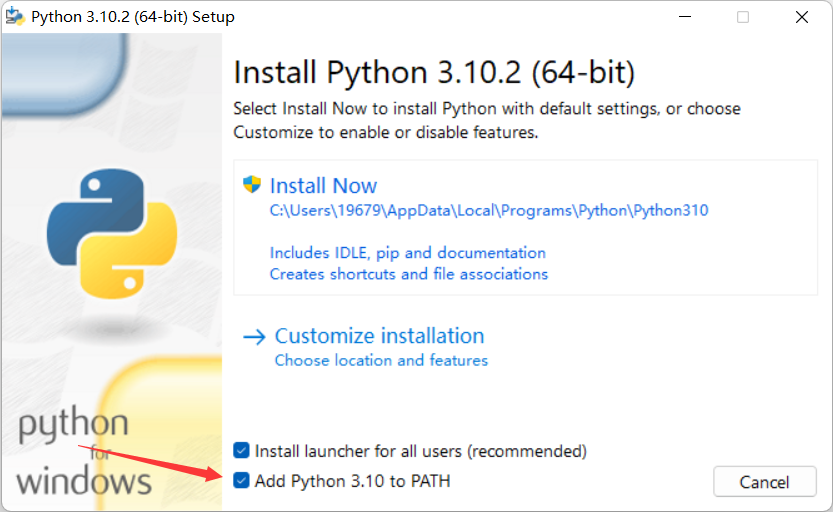 Python 3.10.2 (64-bit) Setup
Install Python 3.10.2 (64-bit)
Select Install Now to install Python with default settings, or choose
Customize to enable or disable features.
Install Now
C:\Users\19679\AppData\Local\Programs\Python\Python310
Includes IDLE, pip and documentation
Creates shortcuts and file associations
Customize installation
Choose location and features
python
for
windows
Install launcher for all users (recommended)
Add Python 3.10 to PATH
Cancel